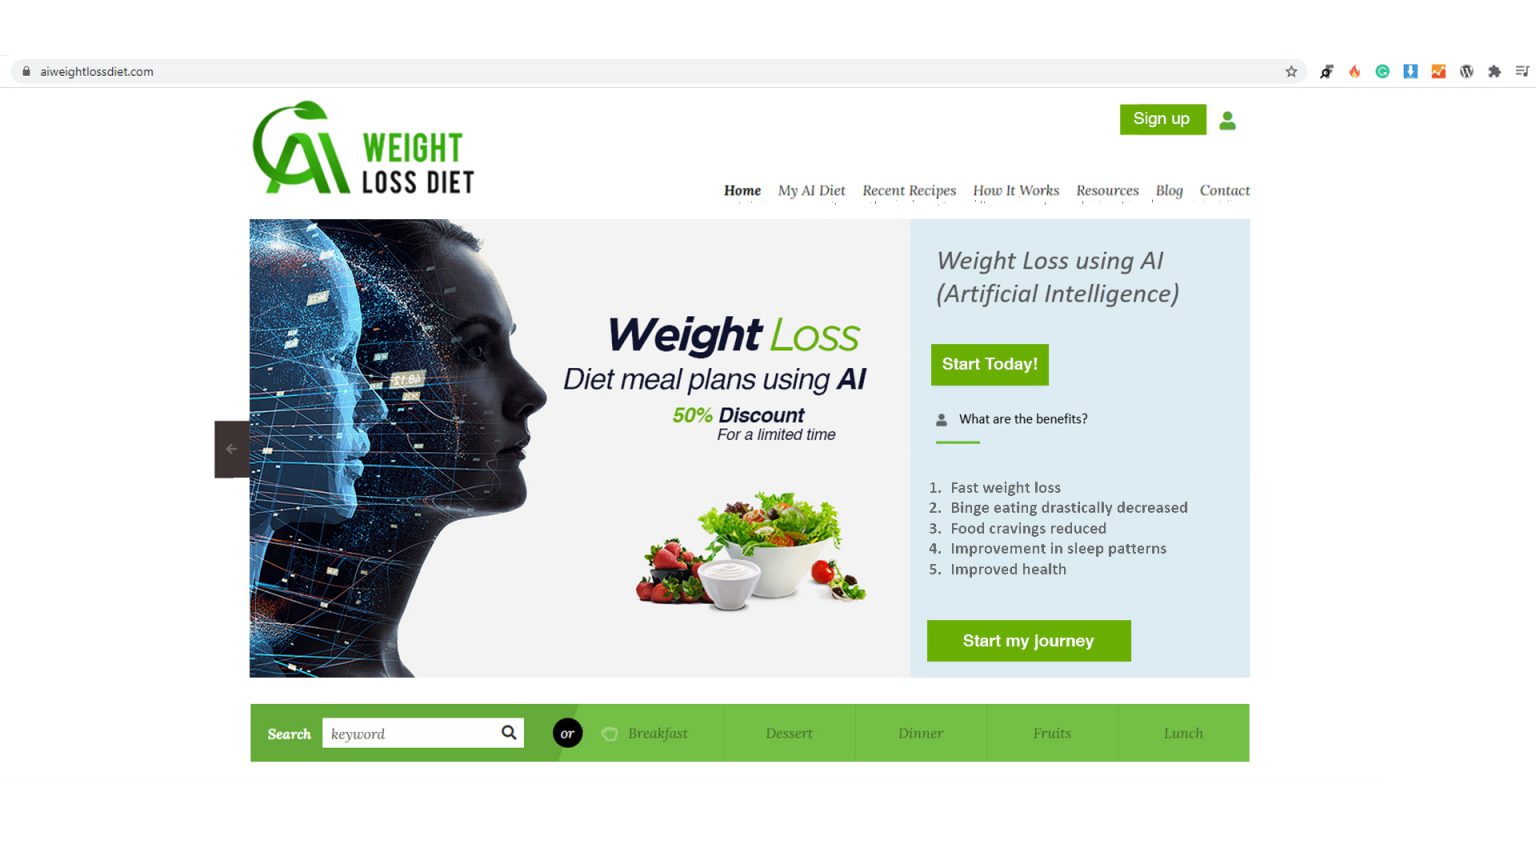 aiweightlossdiet.com
AI WEIGHT
LOSS DIET
Sign up
Home My AI Diet Recent Recipes How It Works Resources Blog Contact
Weight Loss
Diet meal plans using AI
50% Discount
For a limited time
Weight Loss using AI
(Artificial Intelligence)
Start Today!
What are the benefits?
1. Fast weight loss
2. Binge eating drastically decreased
3. Food cravings reduced
4. Improvement in sleep patterns
5. Improved health
Start my journey
Search keyword or Breakfast Dessert Dinner Fruits Lunch